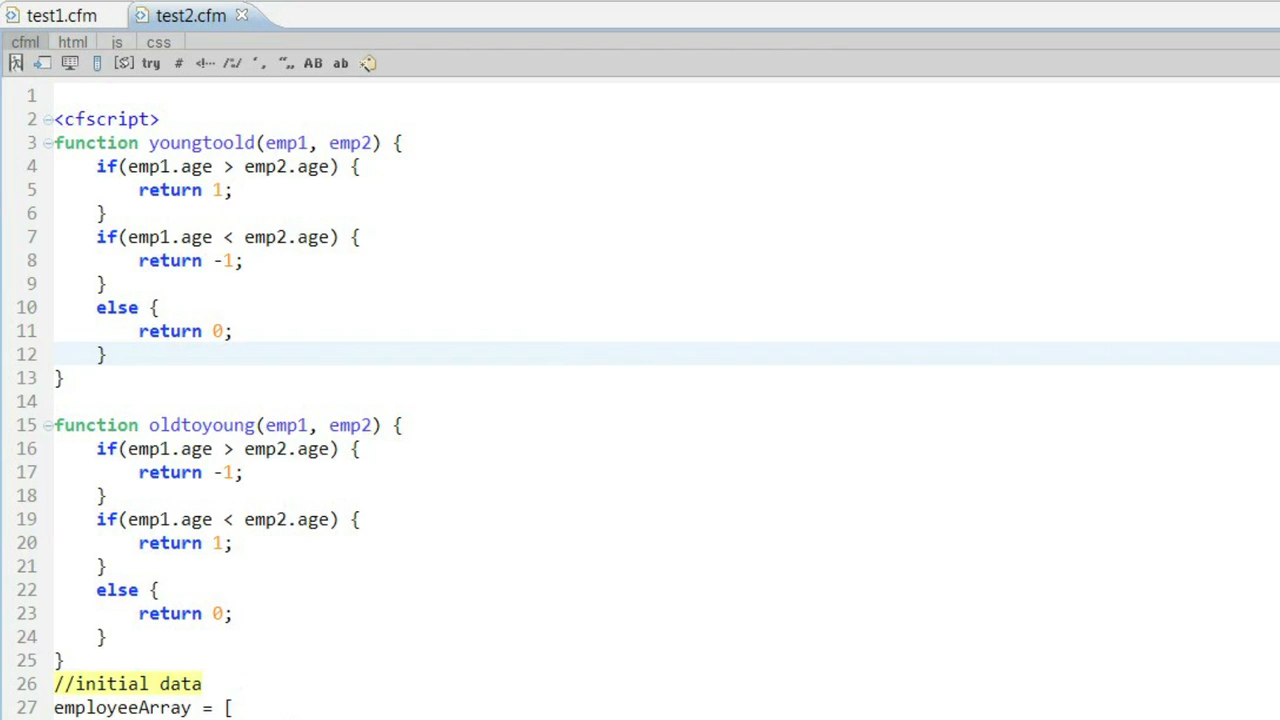 test1.cfm test2.cfm
cfml html js css
try # AB ab
1
2 <cfscript>
3 function youngtoold(emp1, emp2) {
4 if(emp1.age > emp2.age) {
5 return 1;
6 }
7 if(emp1.age < emp2.age) {
8 return -1;
9 }
10 else {
11 return 0;
12 }
13 }
14
15 function oldtoyoung(emp1, emp2) {
16 if(emp1.age > emp2.age) {
17 return -1;
18 }
19 if(emp1.age < emp2.age) {
20 return 1;
21 }
22 else {
23 return 0;
24 }
25 }
26 //initial data
27 employeeArray = [